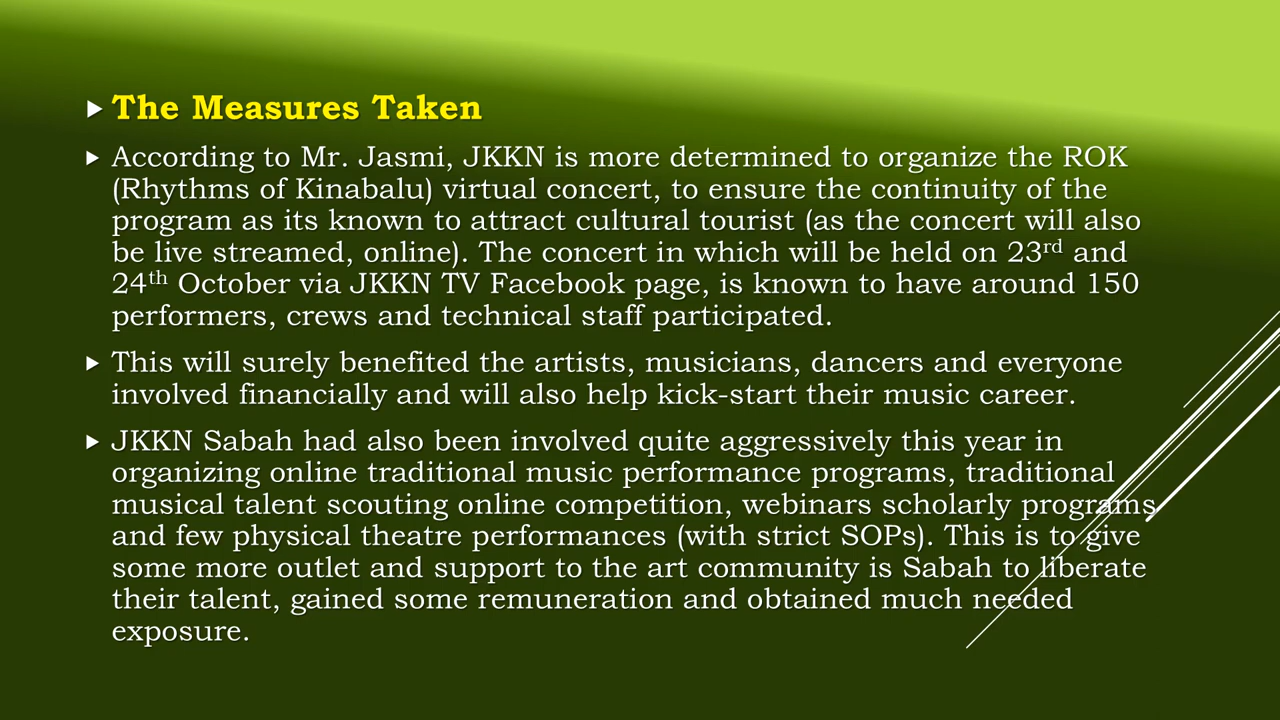 The Measures Taken
According to Mr. Jasmi, JKKN is more determined to organize the ROK
(Rhythms of Kinabalu) virtual concert, to ensure the continuity of the
program as its known to attract cultural tourist (as the concert will also
be live streamed, online). The concert in which will be held on 23rd and
24th October via JKKN TV Facebook page, is known to have around 150
performers, crews and technical staff participated.
This will surely benefited the artists, musicians, dancers and everyone
involved financially and will also help kick-start their music career.
JKKN Sabah had also been involved quite aggressively this year in
organizing online traditional music performance programs, traditional
musical talent scouting online competition, webinars scholarly programs
and few physical theatre performances (with strict SOPs). This is to give
some more outlet and support to the art community is Sabah to liberate
their talent, gained some remuneration and obtained much needed
exposure.